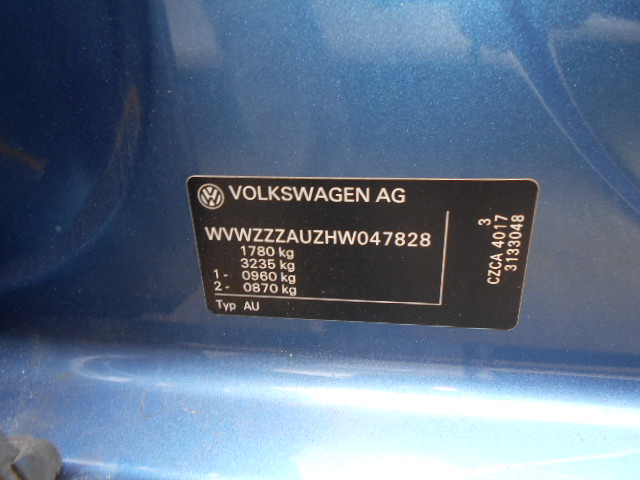 VOLKSWAGEN AG
WVWZZZAUZHW047828
1780 kg
3235 kg
1 - 0960 kg
2 - 0870 kg
Typ AU
3
CZCA 4017
3133048